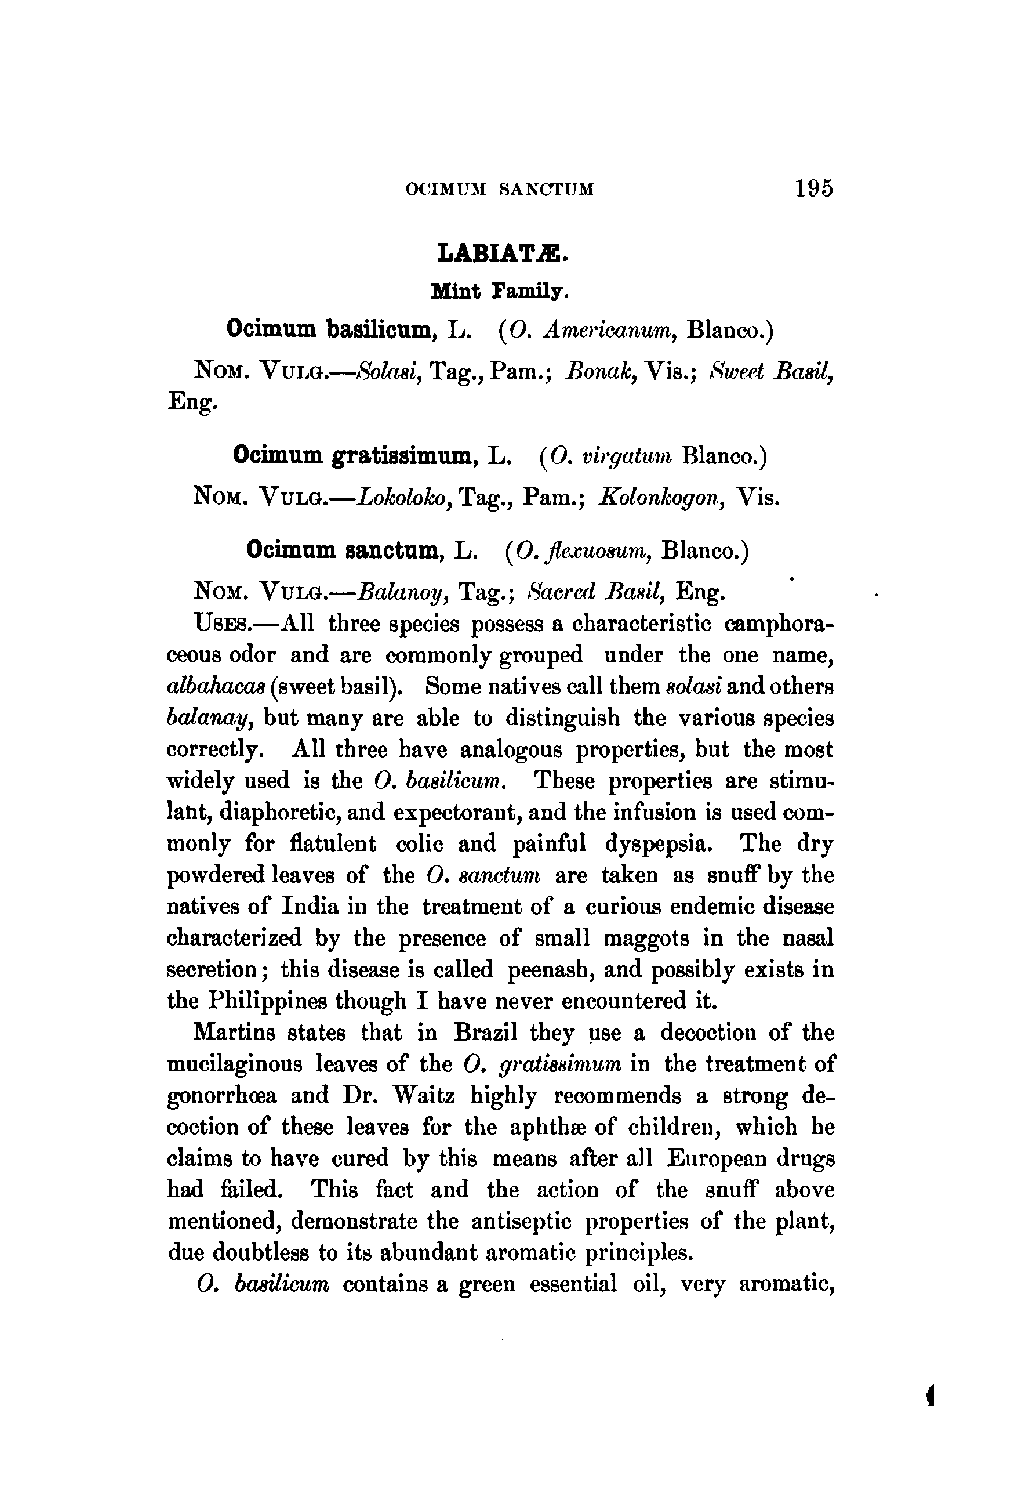 OCIMUM SANCTUM 195
LABIATÆ.
Mint Family.
Ocimum basilicum, L. (O. Americanum, Blanco.)
NOM. VULG.—Solasi, Tag., Pam.; Bonak, Vis.; Sweet Basil,
Eng.
Ocimum gratissimum, L. (O. virgatum Blanco.)
NOM. VULG.—Lokoloko, Tag., Pam.; Kolonkogon, Vis.
Ocimum sanctum, L. (O. flexuosum, Blanco.)
NOM. VULG.—Balanoy, Tag.; Sacred Basil, Eng.
USES.—All three species possess a characteristic camphora-
ceous odor and are commonly grouped under the one name,
albahacas (sweet basil). Some natives call them solasi and others
balanay, but many are able to distinguish the various species
correctly. All three have analogous properties, but the most
widely used is the O. basilicum. These properties are stimu-
lant, diaphoretic, and expectorant, and the infusion is used com-
monly for flatulent colic and painful dyspepsia. The dry
powdered leaves of the O. sanctum are taken as snuff by the
natives of India in the treatment of a curious endemic disease
characterized by the presence of small maggots in the nasal
secretion; this disease is called peenash, and possibly exists in
the Philippines though I have never encountered it.
Martins states that in Brazil they use a decoction of the
mucilaginous leaves of the O. gratissimum in the treatment of
gonorrhœa and Dr. Waitz highly recommends a strong de-
coction of these leaves for the aphthæ of children, which he
claims to have cured by this means after all European drugs
had failed. This fact and the action of the snuff above
mentioned, demonstrate the antiseptic properties of the plant,
due doubtless to its abundant aromatic principles.
O. basilicum contains a green essential oil, very aromatic,